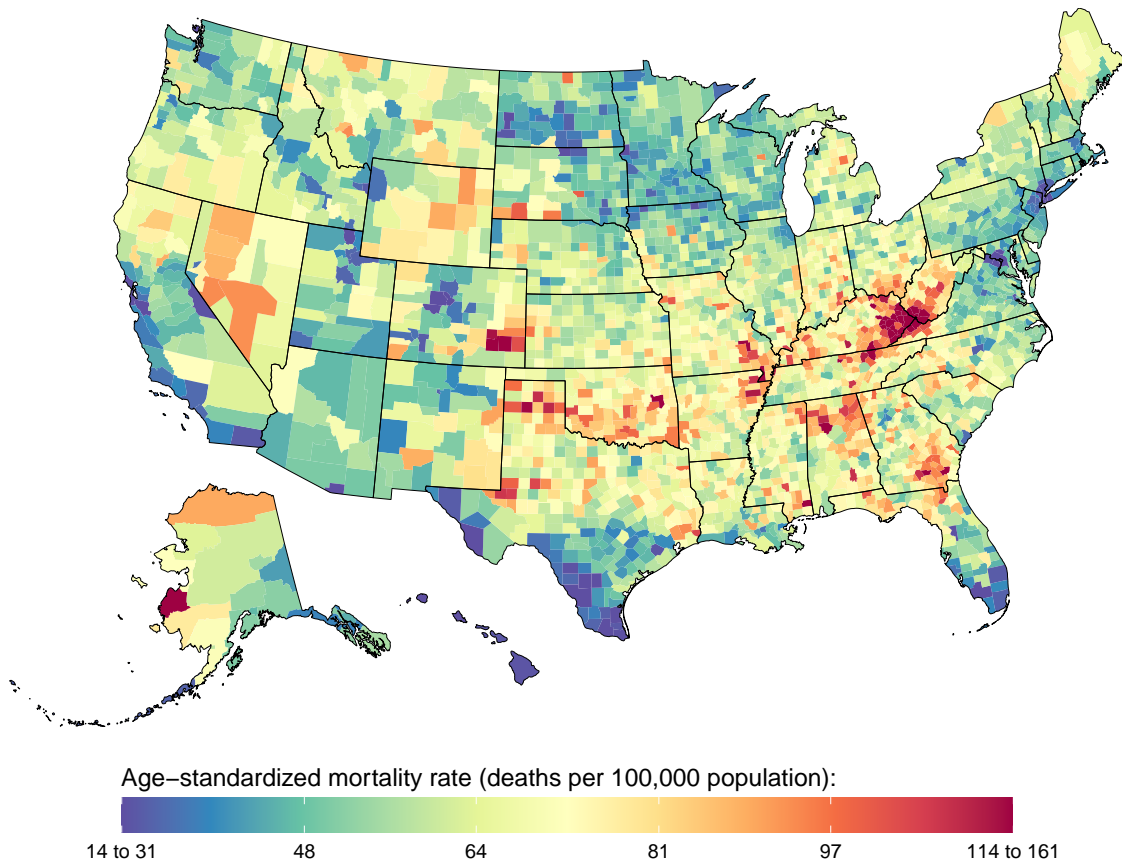 Age−standardized mortality rate (deaths per 100,000 population):
14 to 31 48 64 81 97 114 to 161